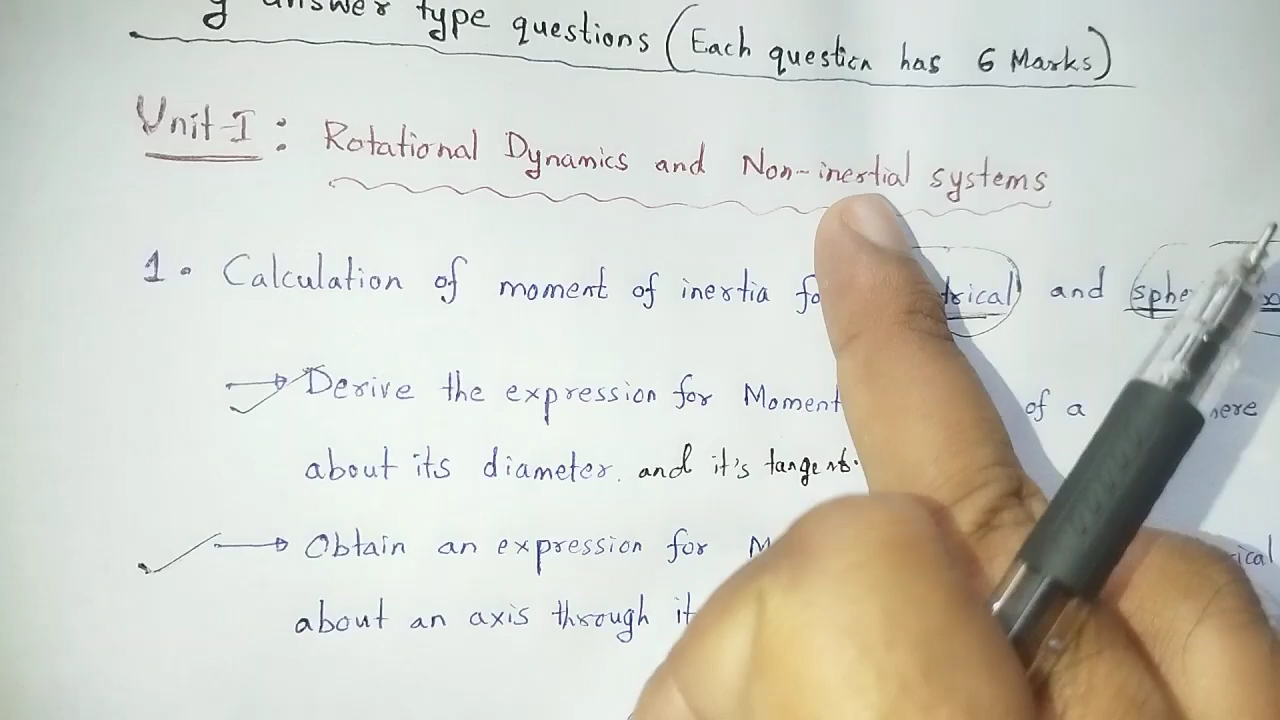 answer type questions (Each question has 6 Marks)
Unit-I : Rotational Dynamics and Non-inertial systems
1. Calculation of moment of inertia and
→ Derive the expression for Moment of a
about its diameter. and it's tangent.
→ Obtain an expression for
about an axis through